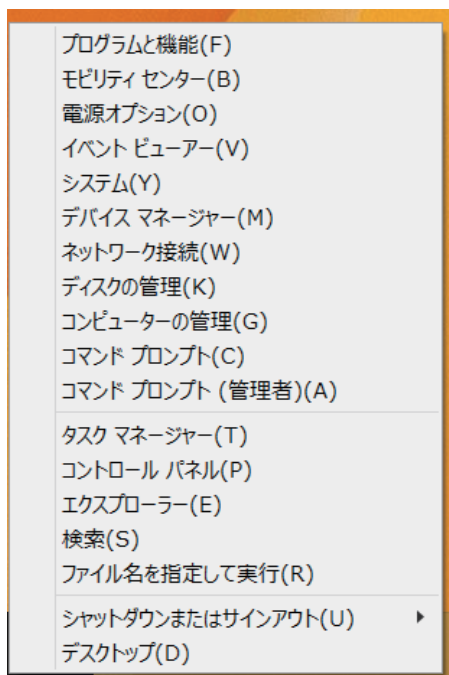 プログラムと機能(F)
モビリティ センター(B)
電源オプション(O)
イベント ビューアー(V)
システム(Y)
デバイス マネージャー(M)
ネットワーク接続(W)
ディスクの管理(K)
コンピューターの管理(G)
コマンド プロンプト(C)
コマンド プロンプト (管理者)(A)
タスク マネージャー(T)
コントロール パネル(P)
エクスプローラー(E)
検索(S)
ファイル名を指定して実行(R)
シャットダウンまたはサインアウト(U)
デスクトップ(D)